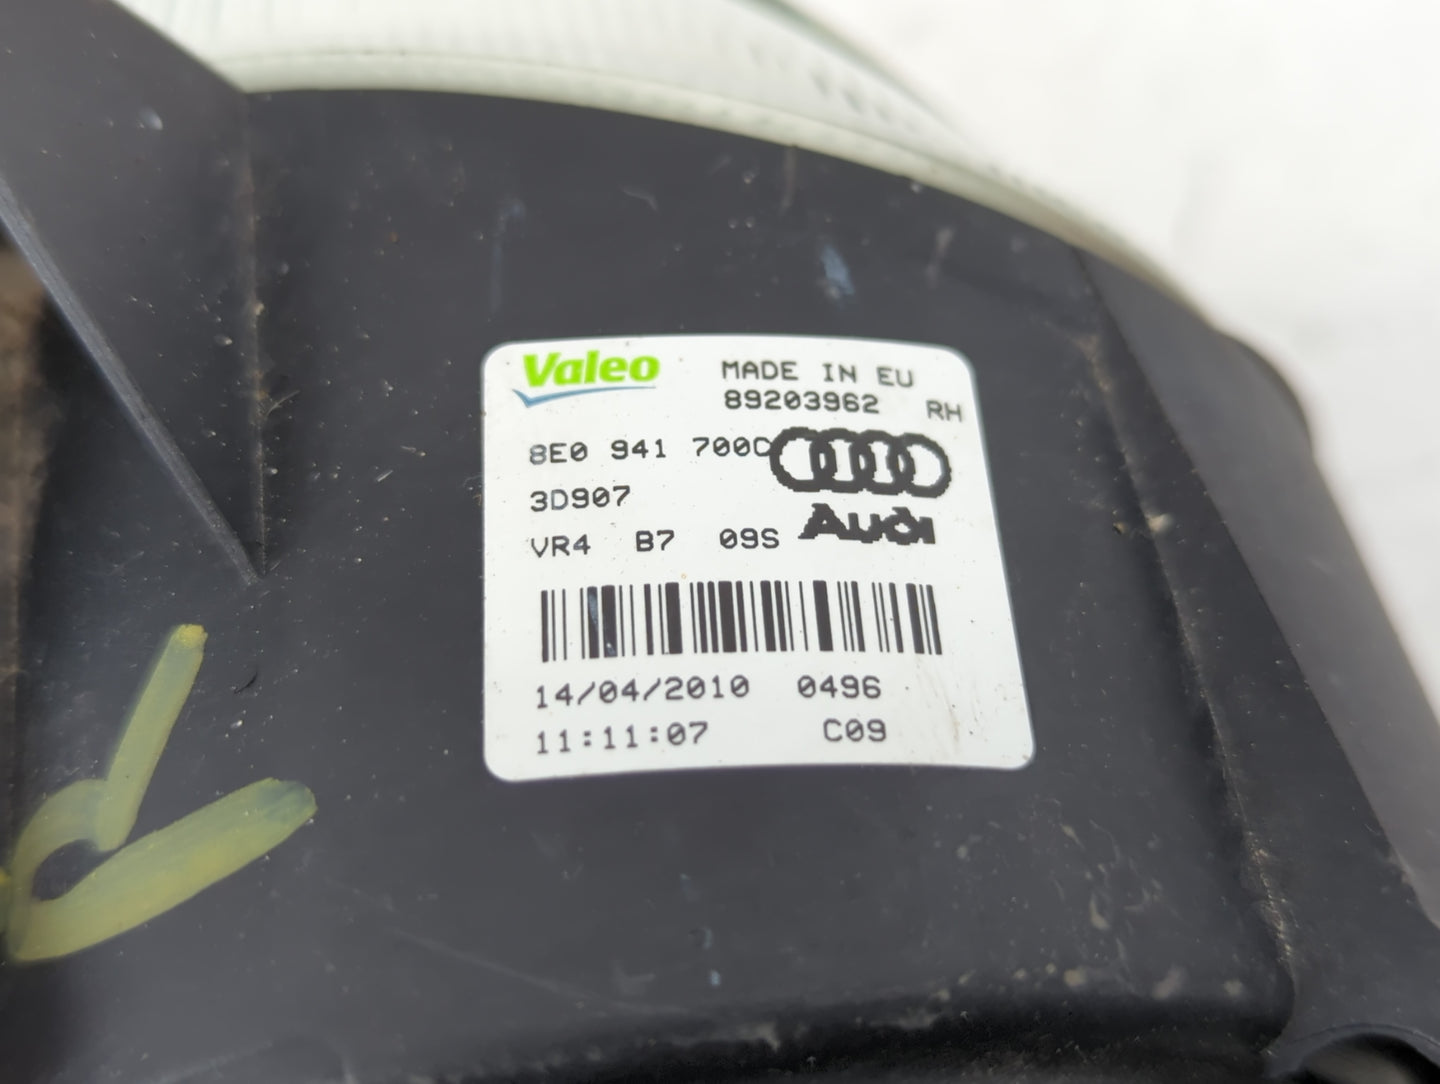 Valeo MADE IN EU
89203962 RH
8E0 941 700C
3D907
VR4 B7 09S Audi
14/04/2010 0496
11:11:07 C09